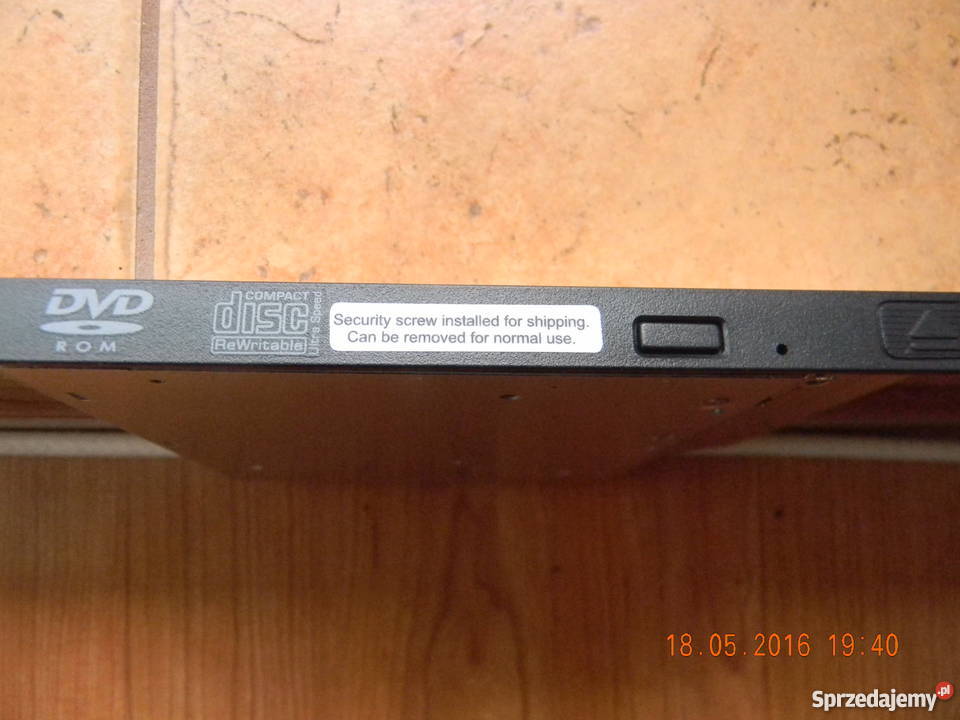 DVD
ROM
COMPACT
disc
ReWritable
Ultra Speed
Security screw installed for shipping.
Can be removed for normal use.
18.05.2016 19:40
Sprzedajemy.pl